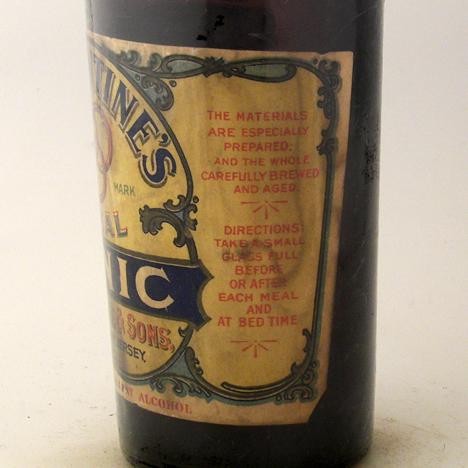 TINE'S
MARK
AL
NIC
& SONS,
ERSEY
ALCOHOL
THE MATERIALS
ARE ESPECIALLY
PREPARED;
AND THE WHOLE
CAREFULLY BREWED
AND AGED.
DIRECTIONS
TAKE A SMALL
GLASS FULL
BEFORE
OR AFTER
EACH MEAL
AND
AT BED TIME